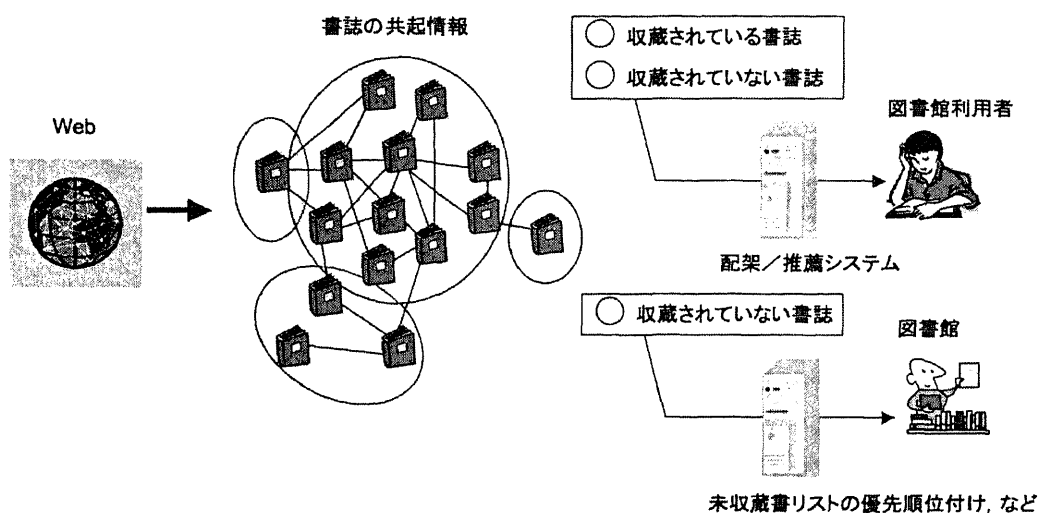 書誌の共起情報
Web
収蔵されている書誌
収蔵されていない書誌
図書館利用者
配架／推薦システム
収蔵されていない書誌
図書館
未収蔵書リストの優先順位付け, など